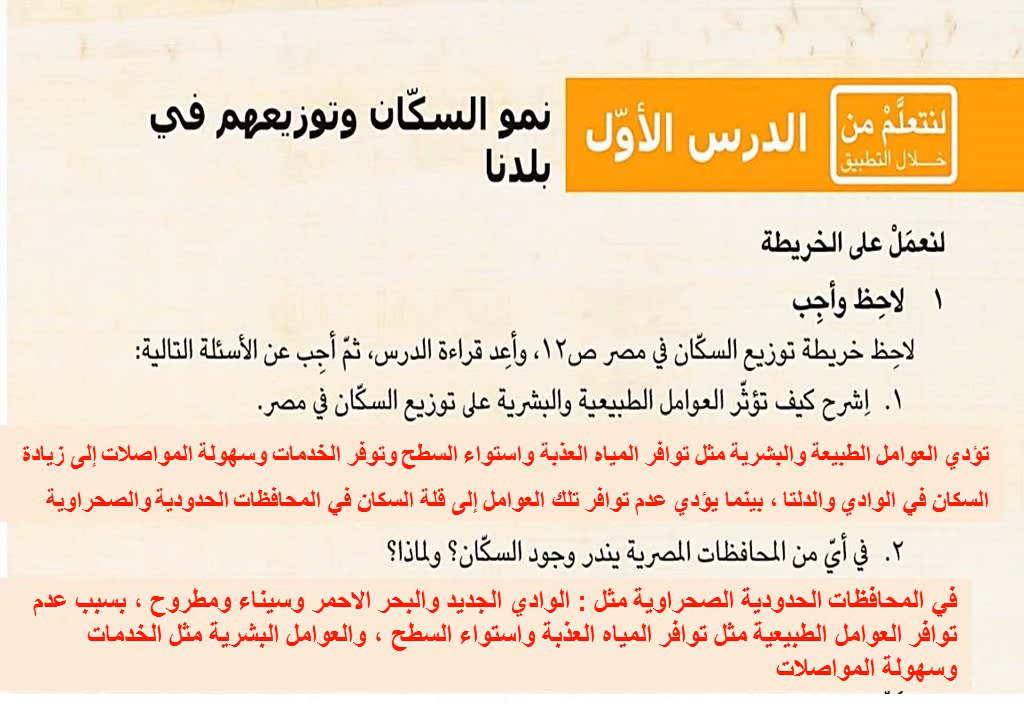 لنتعلَّمْ من
خلال التطبيق
الدرس الأوّل
نمو السكّان وتوزيعهم في
بلدنا
لنعمَلْ على الخريطة
١ لاحِظ وأجِب
لاحِظ خريطة توزيع السكّان في مصر ص١٢، وأَعِد قراءة الدرس، ثمّ أجِب عن الأسئلة التالية:
١. اِشرح كيف تؤثّر العوامل الطبيعية والبشرية على توزيع السكّان في مصر.
تؤدي العوامل الطبيعة والبشرية مثل توافر المياه العذبة واستواء السطح وتوفر الخدمات وسهولة المواصلات إلى زيادة
السكان في الوادي والدلتا ، بينما يؤدي عدم توافر تلك العوامل إلى قلة السكان في المحافظات الحدودية والصحراوية
٢. في أيّ من المحافظات المصرية يندر وجود السكّان؟ ولماذا؟
في المحافظات الحدودية الصحراوية مثل : الوادي الجديد والبحر الاحمر وسيناء ومطروح ، بسبب عدم
توافر العوامل الطبيعية مثل توافر المياه العذبة واستواء السطح ، والعوامل البشرية مثل الخدمات
وسهولة المواصلات